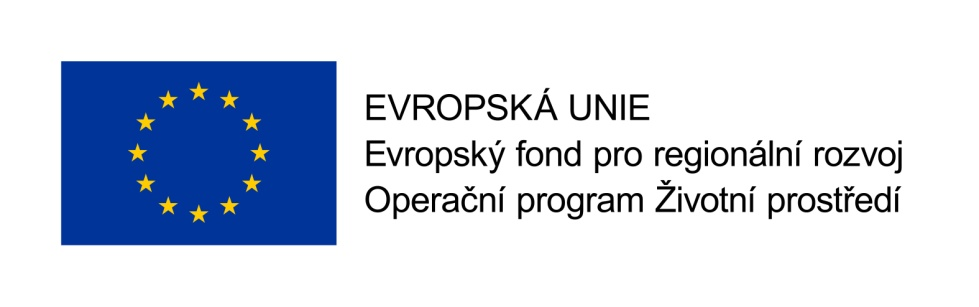 EVROPSKÁ UNIE
Evropský fond pro regionální rozvoj
Operační program Životní prostředí